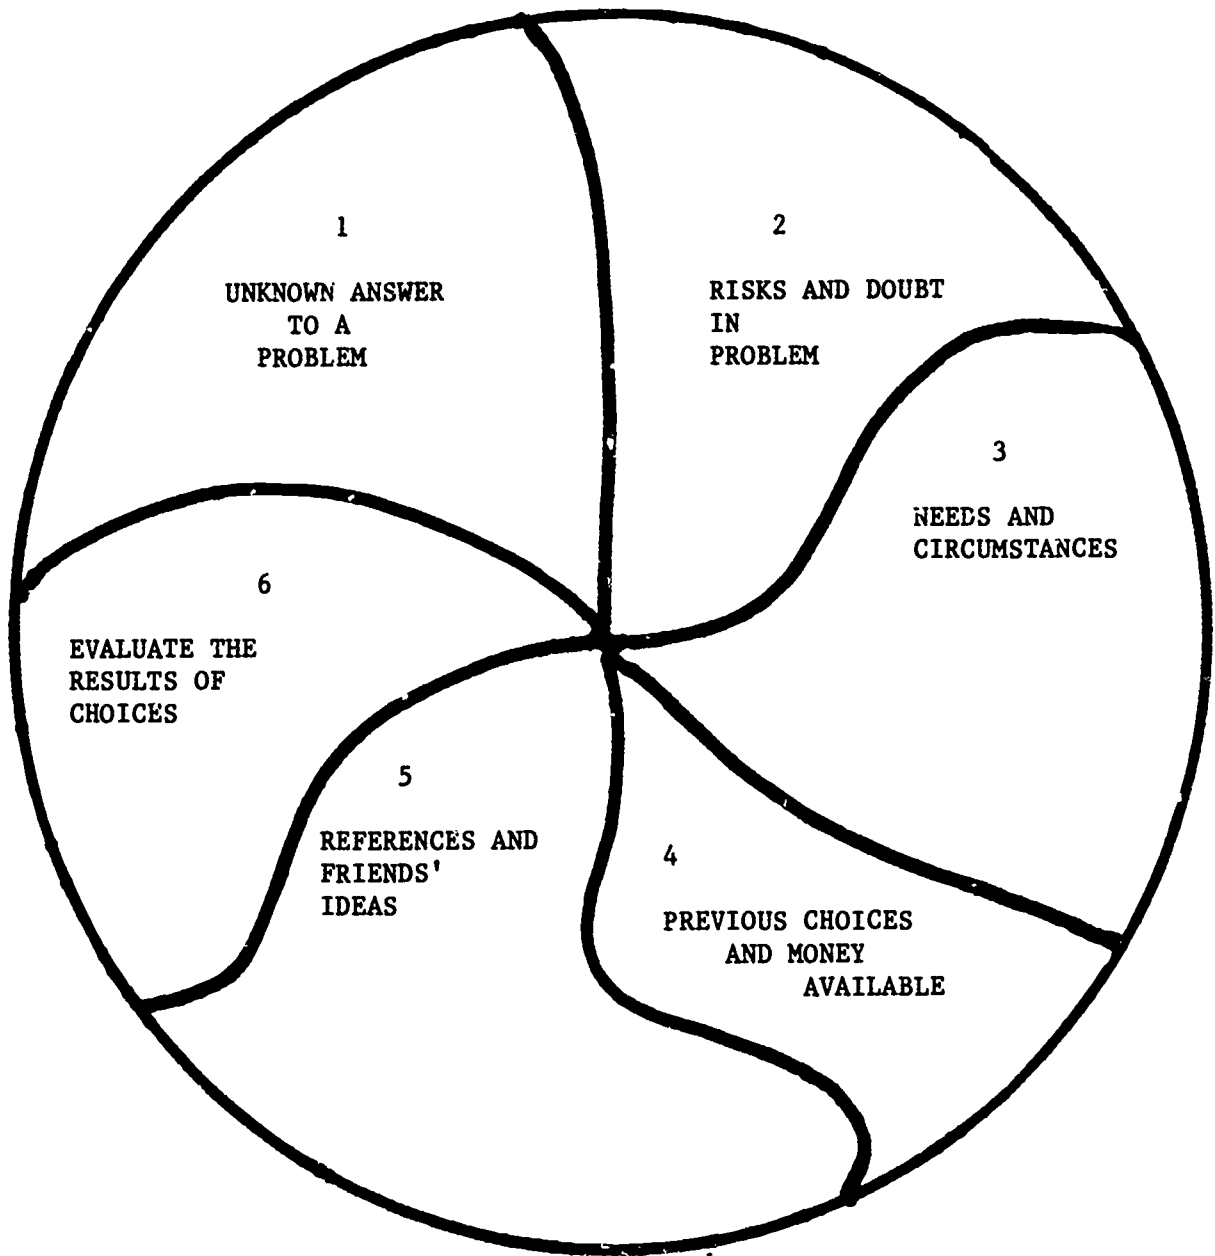 1
UNKNOWN ANSWER
TO A
PROBLEM
2
RISKS AND DOUBT
IN
PROBLEM
3
NEEDS AND
CIRCUMSTANCES
4
PREVIOUS CHOICES
AND MONEY
AVAILABLE
5
REFERENCES AND
FRIENDS'
IDEAS
6
EVALUATE THE
RESULTS OF
CHOICES